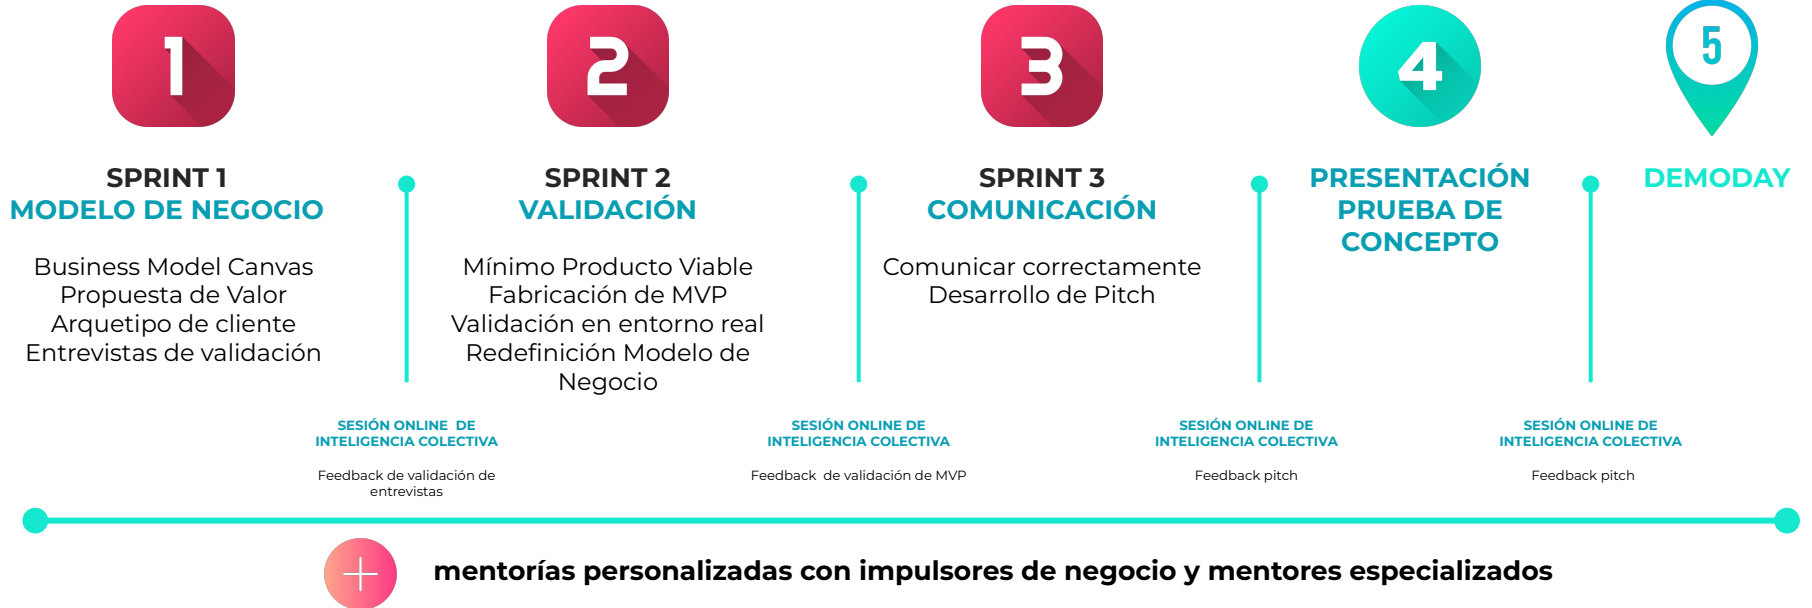 1
SPRINT 1
MODELO DE NEGOCIO
Business Model Canvas
Propuesta de Valor
Arquetipo de cliente
Entrevistas de validación
SESIÓN ONLINE DE
INTELIGENCIA COLECTIVA
Feedback de validación de
entrevistas
2
SPRINT 2
VALIDACIÓN
Mínimo Producto Viable
Fabricación de MVP
Validación en entorno real
Redefinición Modelo de
Negocio
SESIÓN ONLINE DE
INTELIGENCIA COLECTIVA
Feedback de validación de MVP
3
SPRINT 3
COMUNICACIÓN
Comunicar correctamente
Desarrollo de Pitch
SESIÓN ONLINE DE
INTELIGENCIA COLECTIVA
Feedback pitch
4
PRESENTACIÓN
PRUEBA DE
CONCEPTO
SESIÓN ONLINE DE
INTELIGENCIA COLECTIVA
Feedback pitch
5
DEMODAY
mentorías personalizadas con impulsores de negocio y mentores especializados